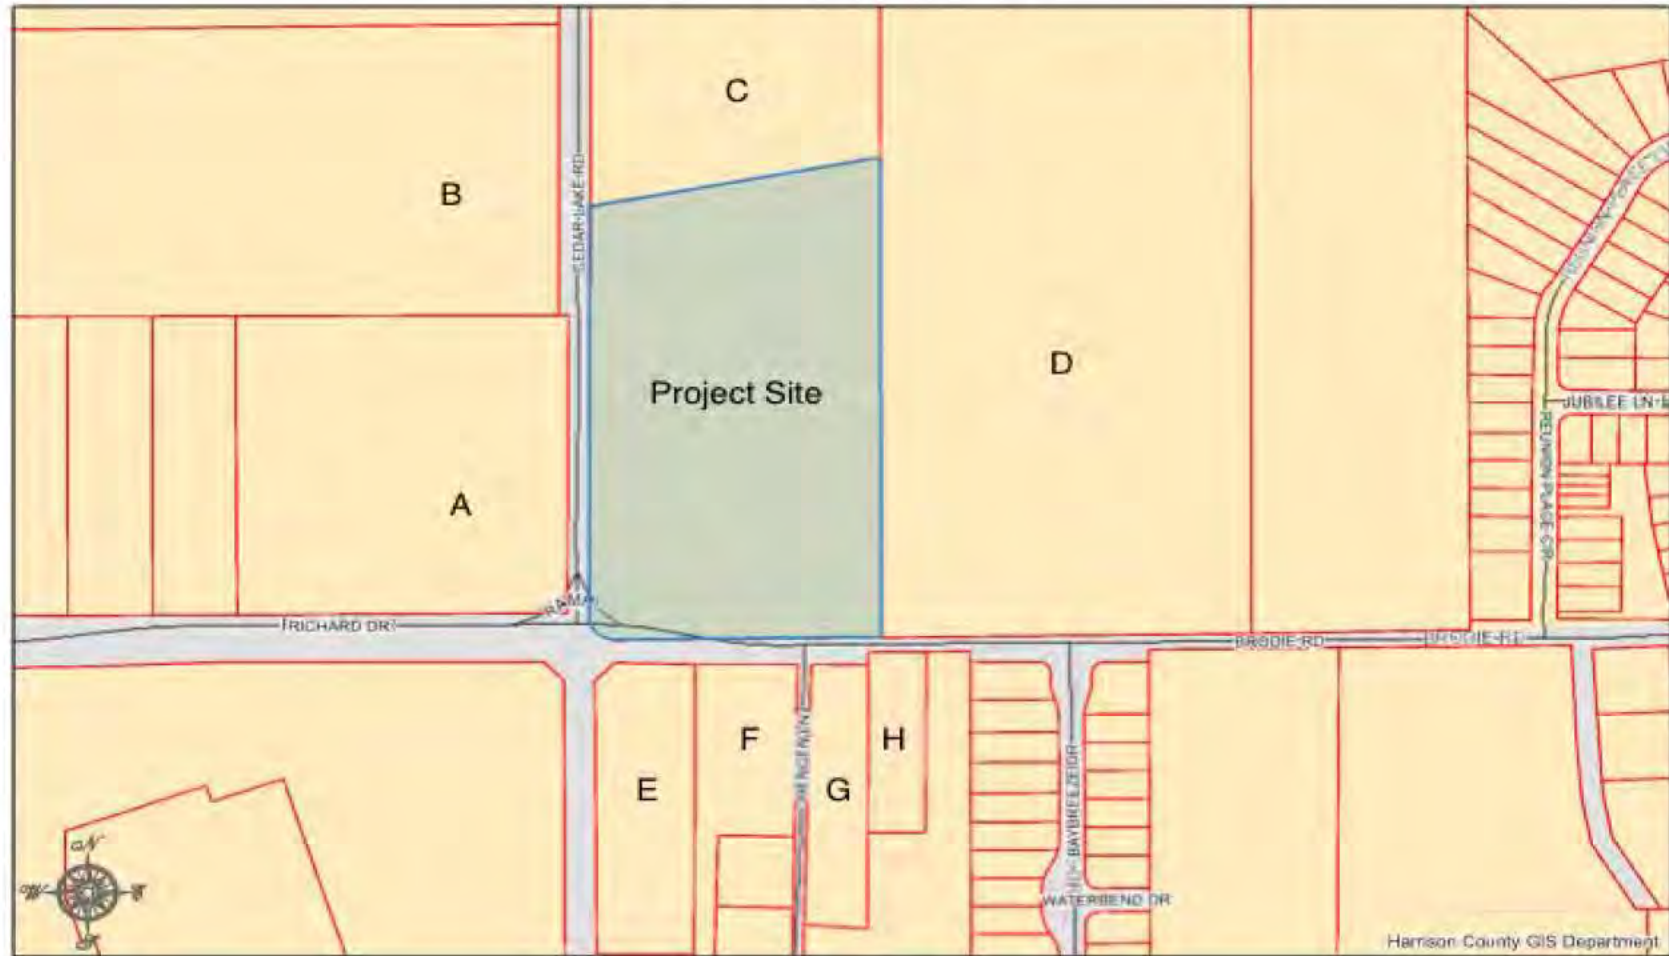 C
B
CEDAR LAKE RD
D
Project Site
JUBILEE LN
A
REUNION PLACE CIR
RAMP
RICHARD DR
BRODIE RD
BRODIE RD
F
H
E
G
BAYBREEZE DR
WATERBEND DR
N
Harrison County GIS Department